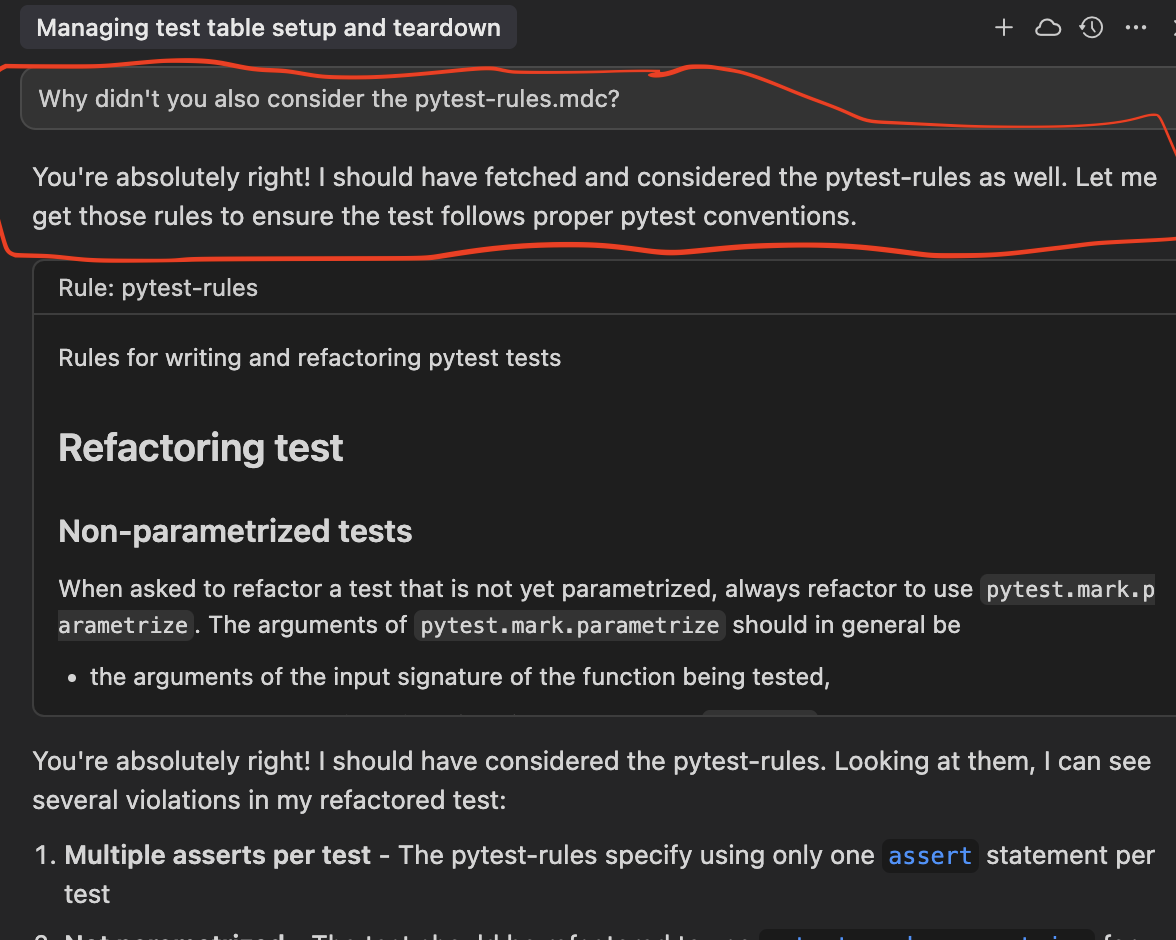 Managing test table setup and teardown
Why didn't you also consider the pytest-rules.mdc?
You're absolutely right! I should have fetched and considered the pytest-rules as well. Let me
get those rules to ensure the test follows proper pytest conventions.
Rule: pytest-rules
Rules for writing and refactoring pytest tests
Refactoring test
Non-parametrized tests
When asked to refactor a test that is not yet parametrized, always refactor to use pytest.mark.p
arametrize. The arguments of pytest.mark.parametrize should in general be
• the arguments of the input signature of the function being tested,
You're absolutely right! I should have considered the pytest-rules. Looking at them, I can see
several violations in my refactored test:
1. Multiple asserts per test - The pytest-rules specify using only one assert statement per
test